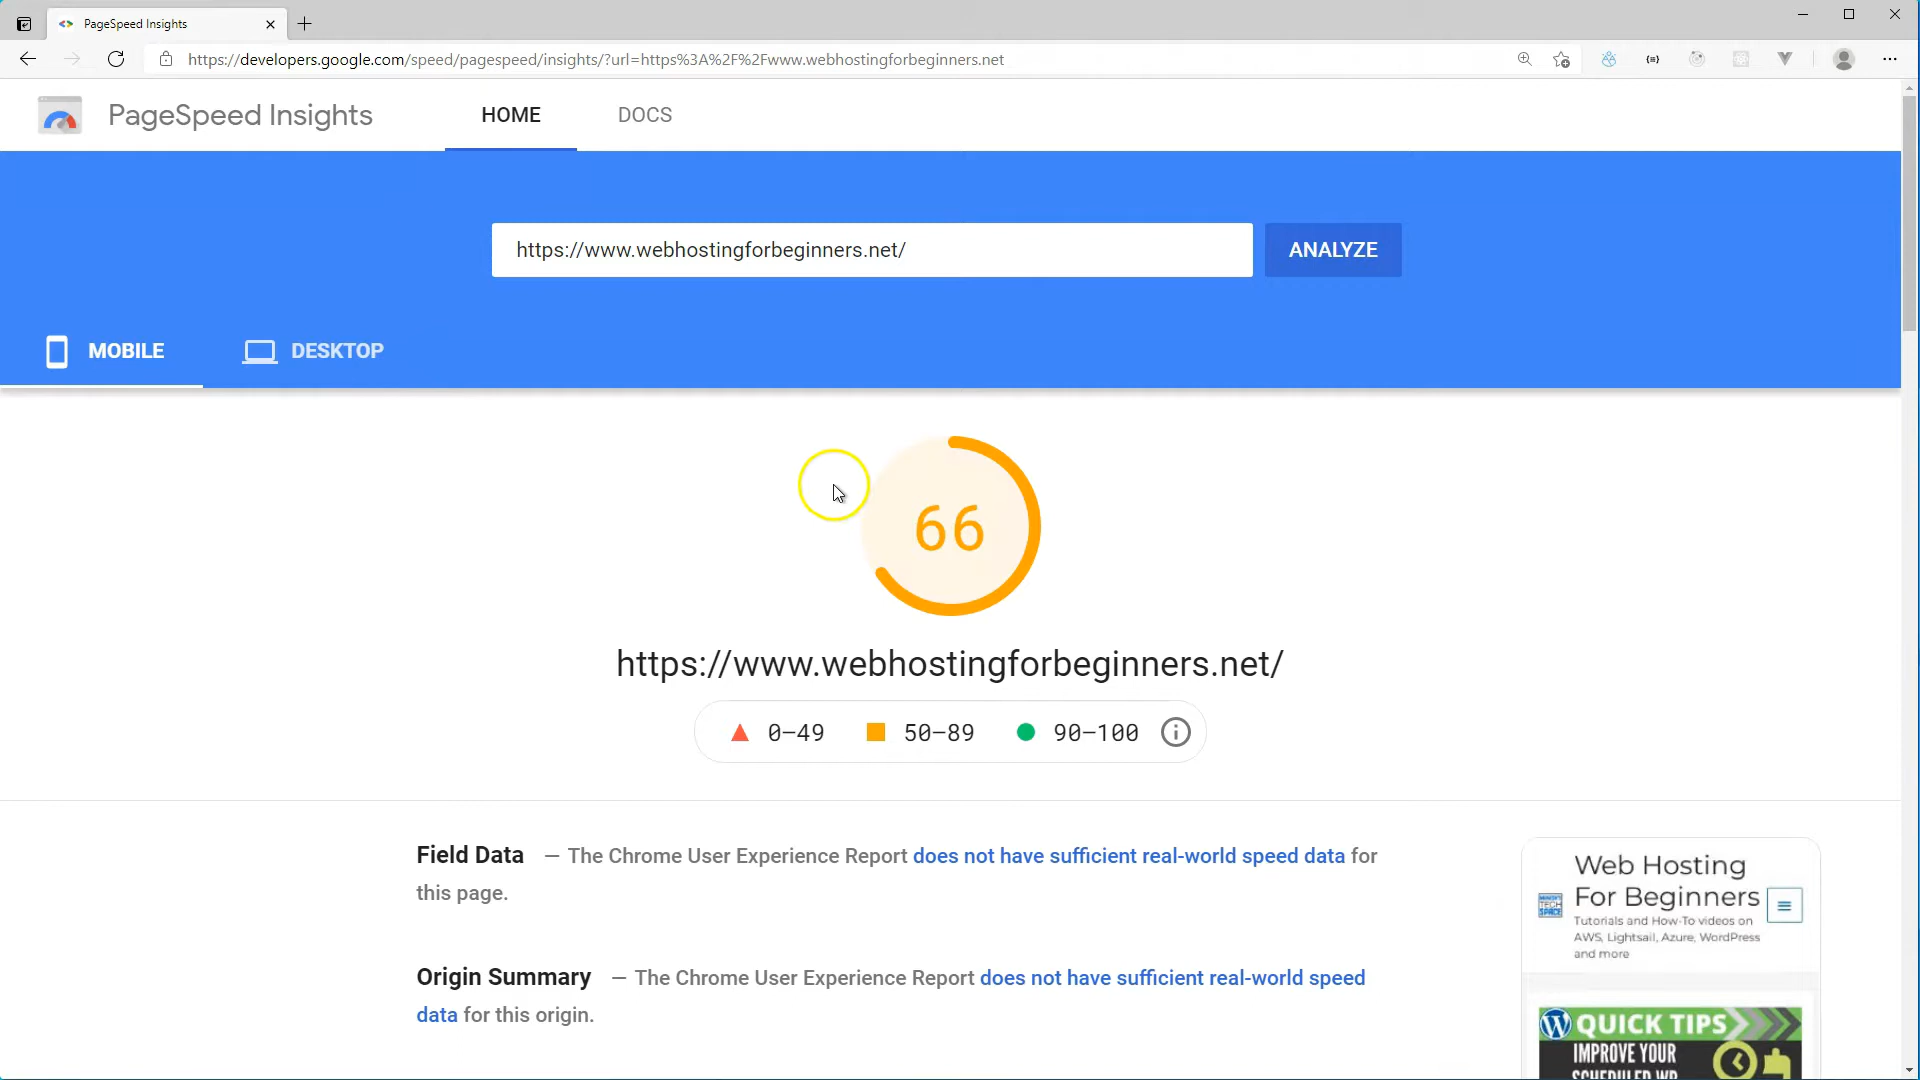 PageSpeed Insights
https://developers.google.com/speed/pagespeed/insights/?url=https%3A%2F%2Fwww.webhostingforbeginners.net
PageSpeed Insights
HOME
DOCS
https://www.webhostingforbeginners.net/
ANALYZE
MOBILE
DESKTOP
66
https://www.webhostingforbeginners.net/
0–49
50–89
90–100
Field Data — The Chrome User Experience Report does not have sufficient real-world speed data for
this page.
Origin Summary — The Chrome User Experience Report does not have sufficient real-world speed
data for this origin.
Web Hosting
For Beginners
TECH
SPACE
Tutorials and How-To videos on
AWS, Lightsail, Azure, WordPress
and more
QUICK TIPS
IMPROVE YOUR
SCHEDULED WP